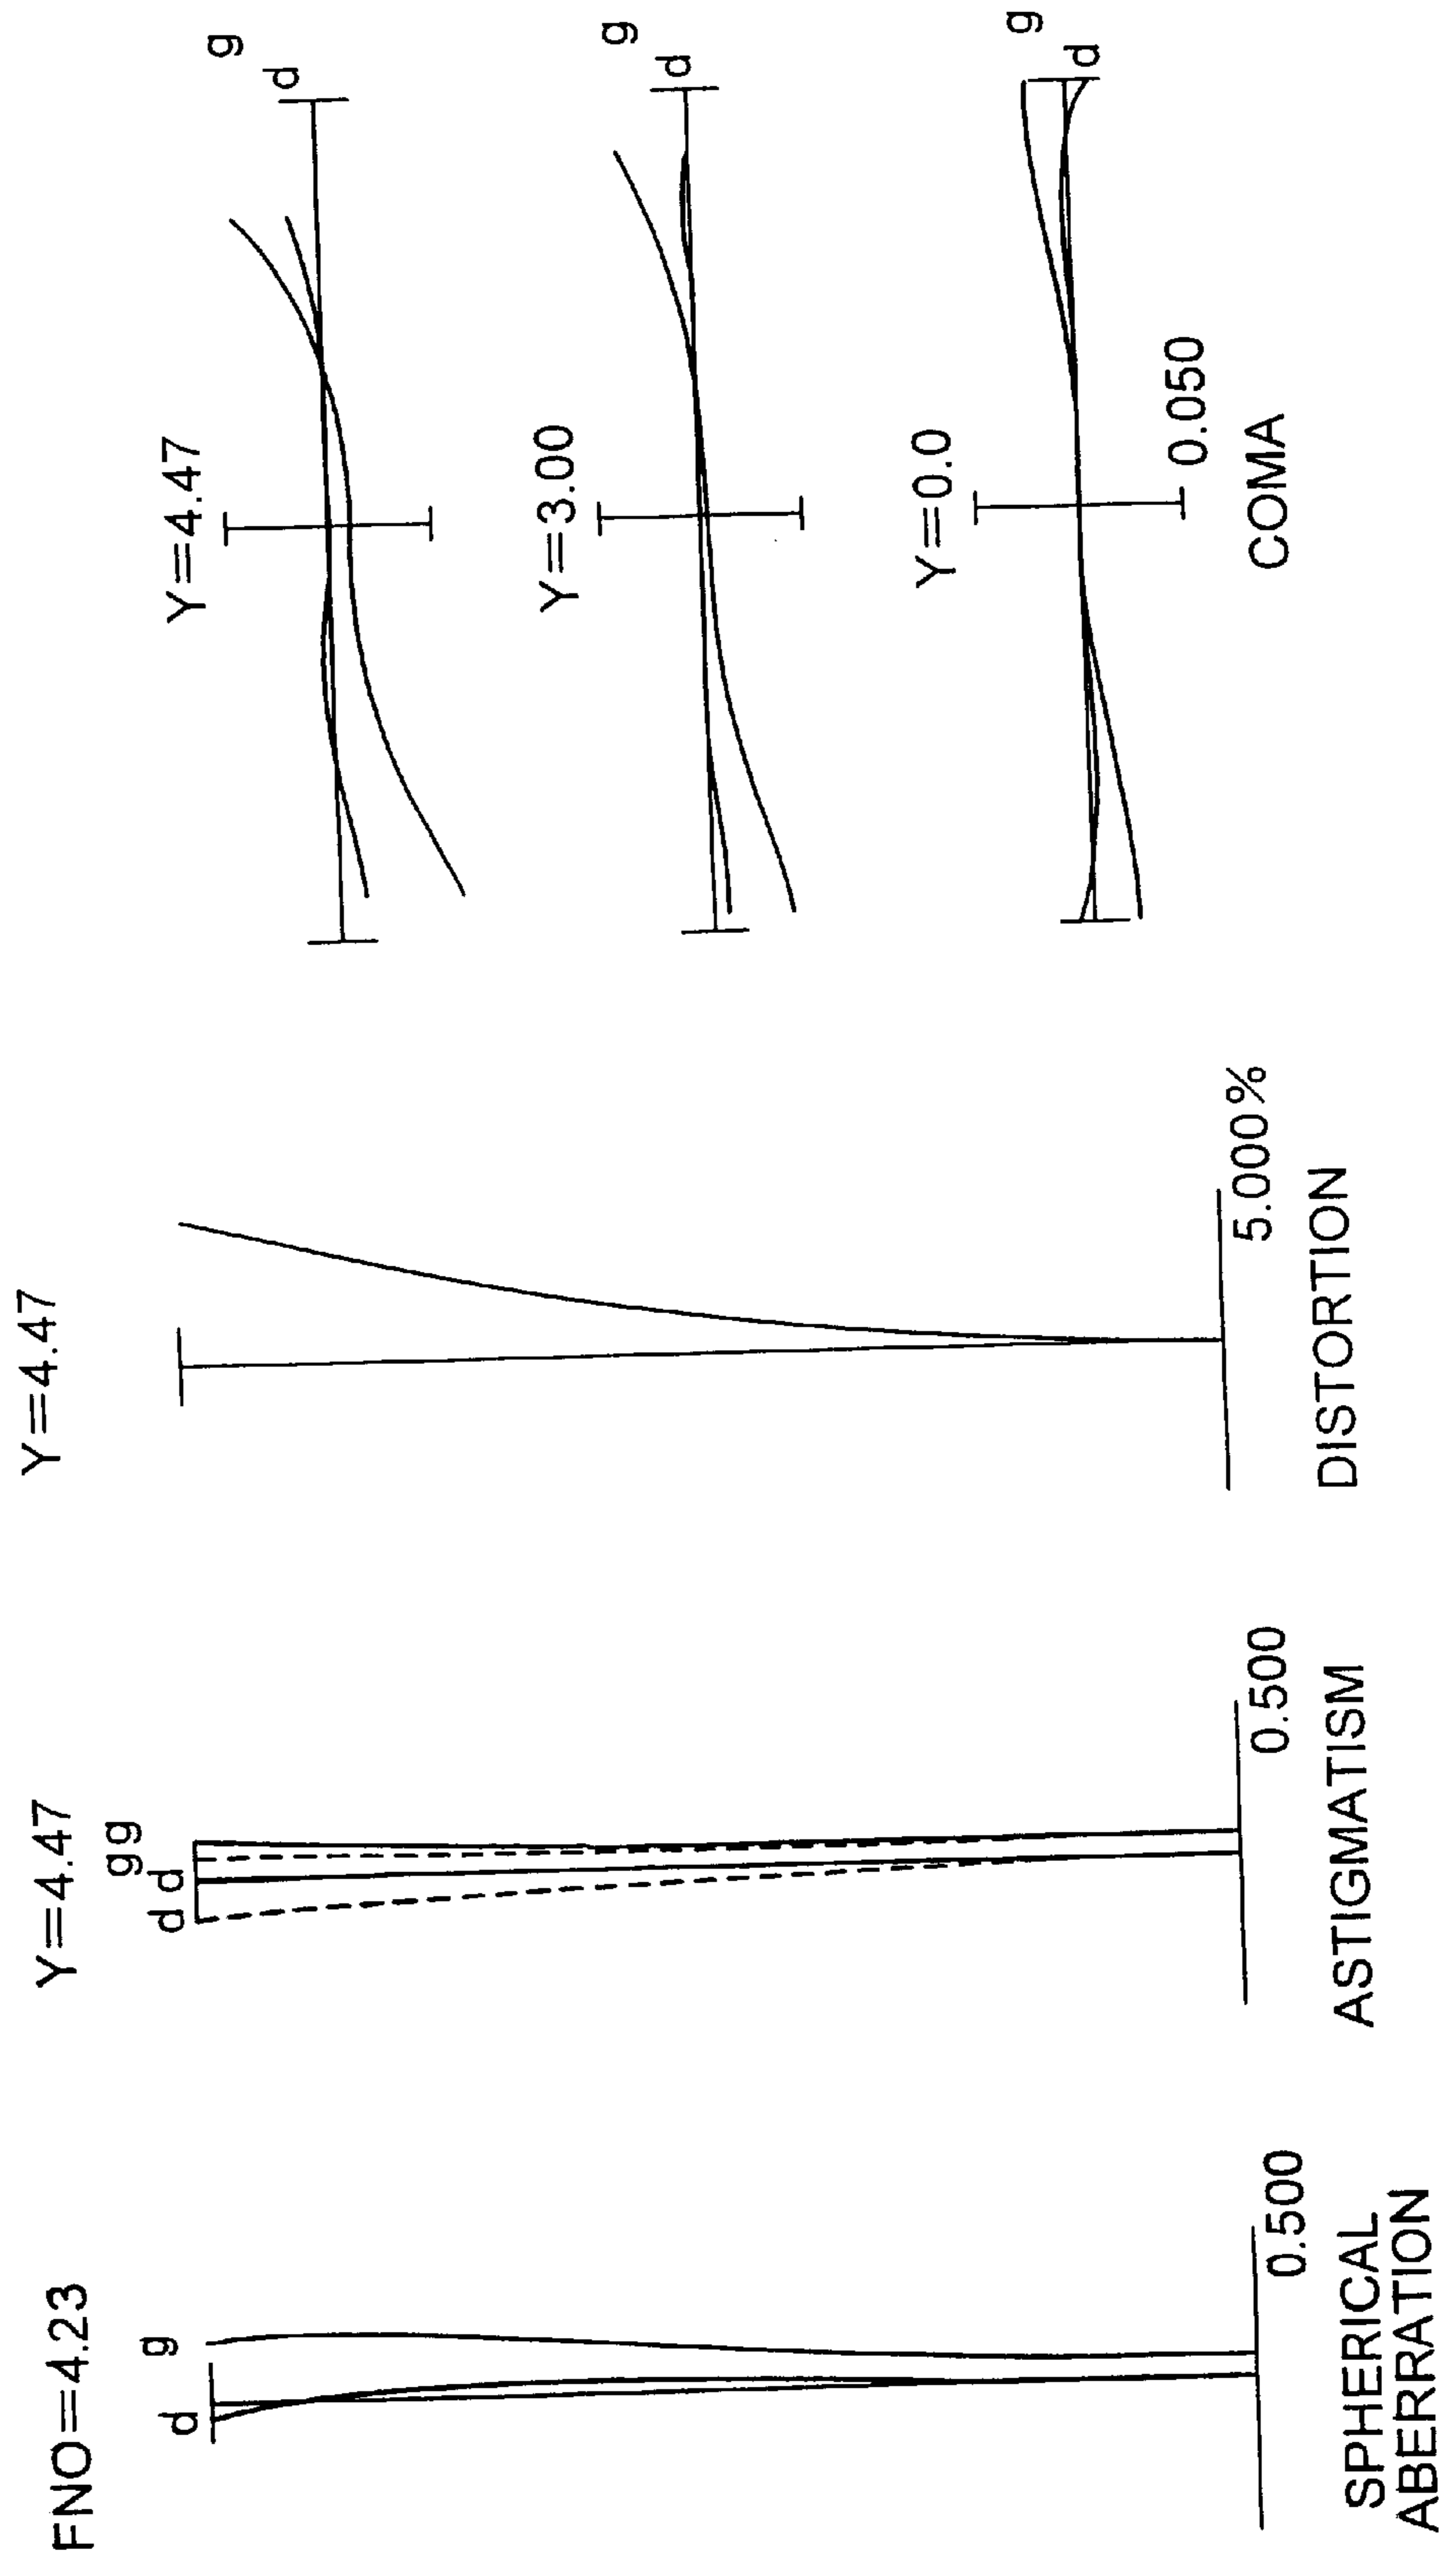 FNO=4.23
g
d
0.500
SPHERICAL
ABERRATION
Y=4.47
g g
d d
0.500
ASTIGMATISM
Y=4.47
5.000%
DISTORTION
Y=4.47
g
d
Y=3.00
g
d
Y=0.0
g
d
0.050
COMA